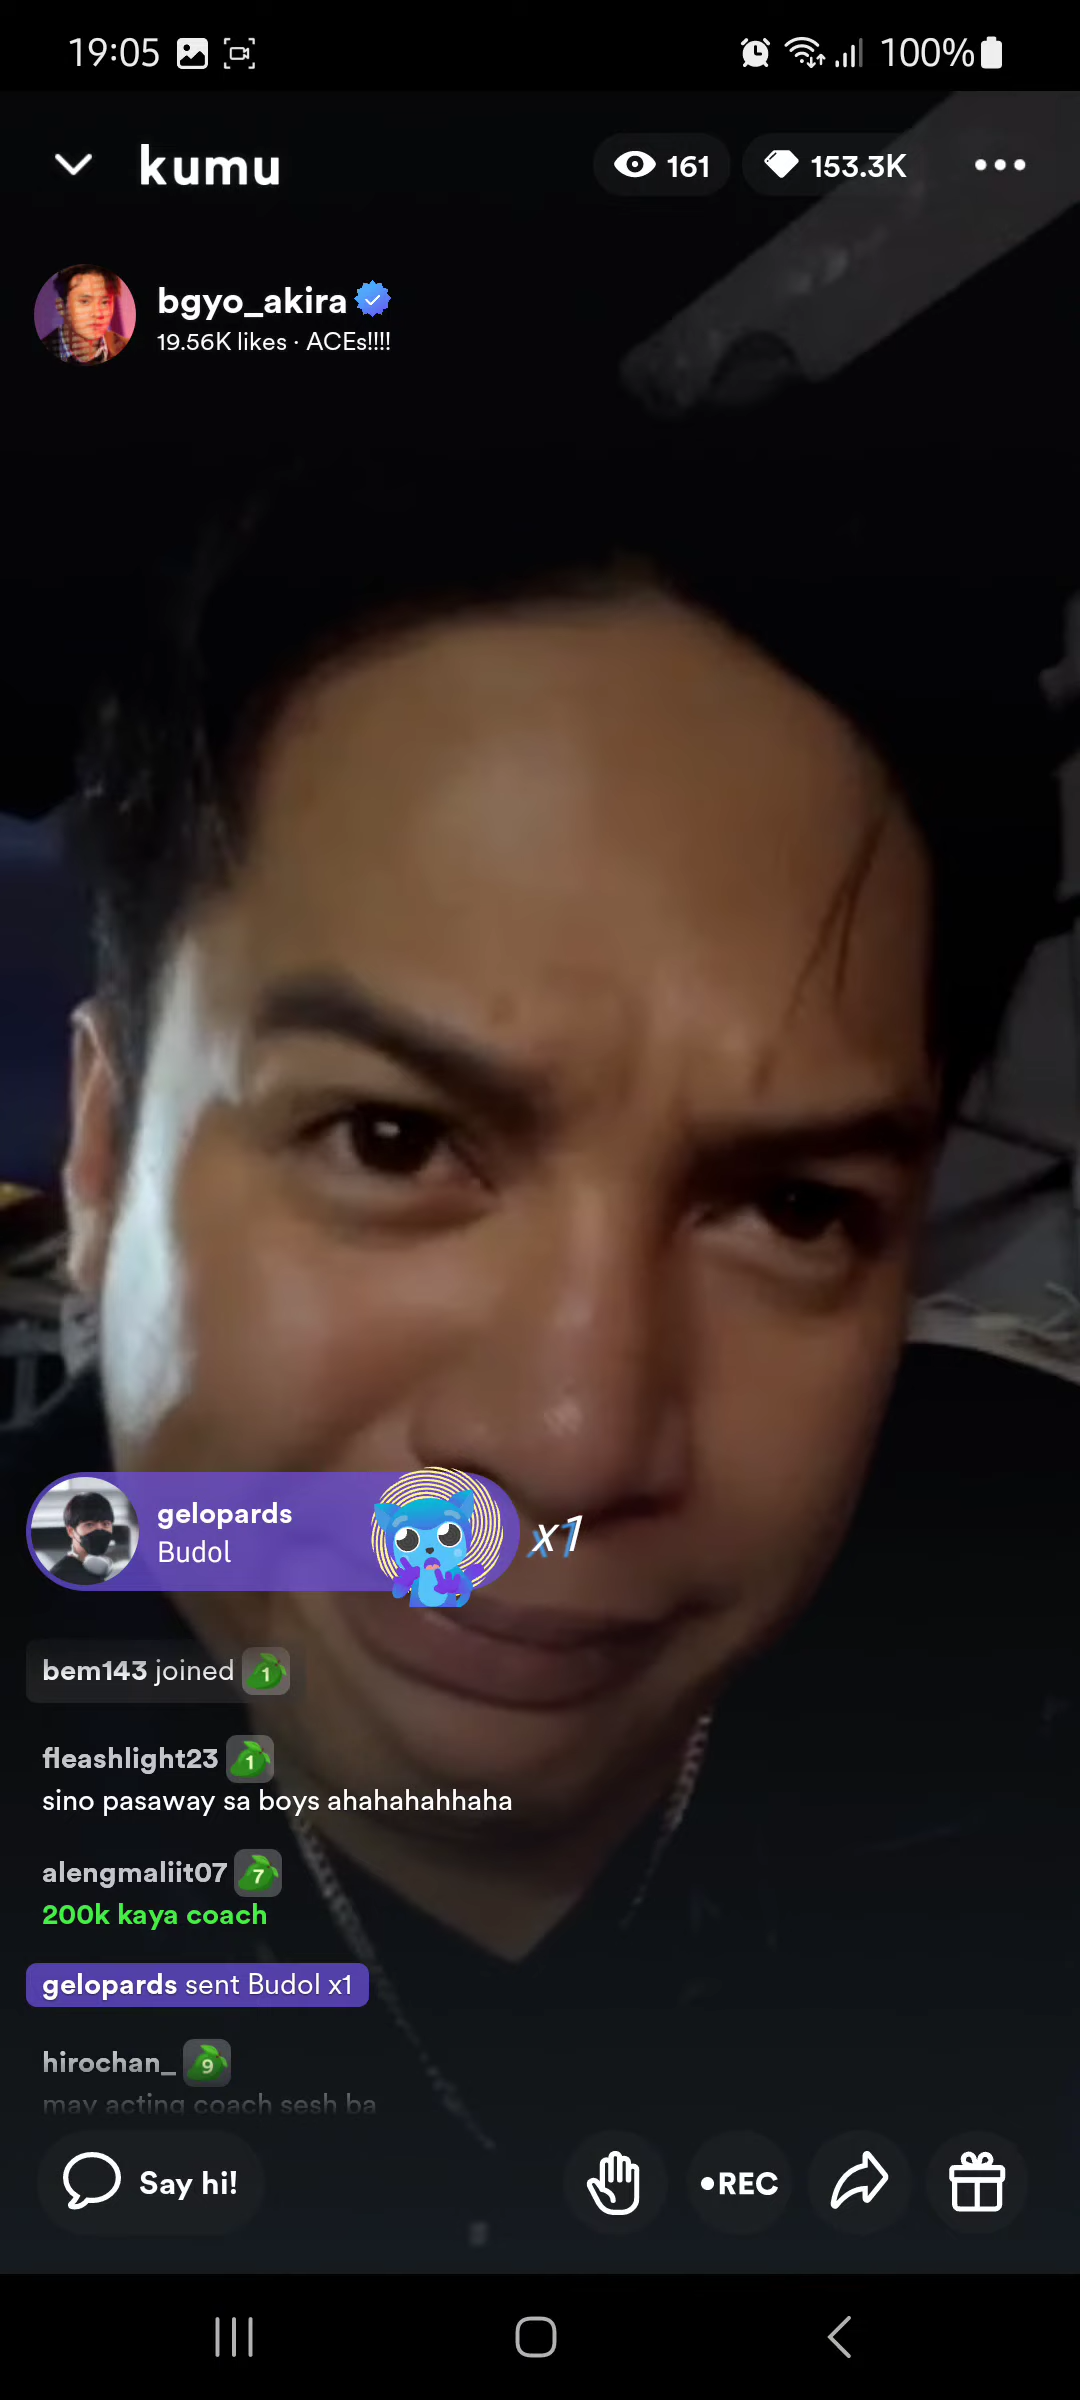 19:05
100%
kumu
161
153.3K
bgyo_akira
19.56K likes · ACEs!!!!
gelopards
Budol
x1
bem143 joined 1
fleashlight23 1
sino pasaway sa boys ahahahahhaha
alengmaliit07 7
200k kaya coach
gelopards sent Budol x1
hirochan_ 9
may acting coach sesh ba
Say hi!
•REC